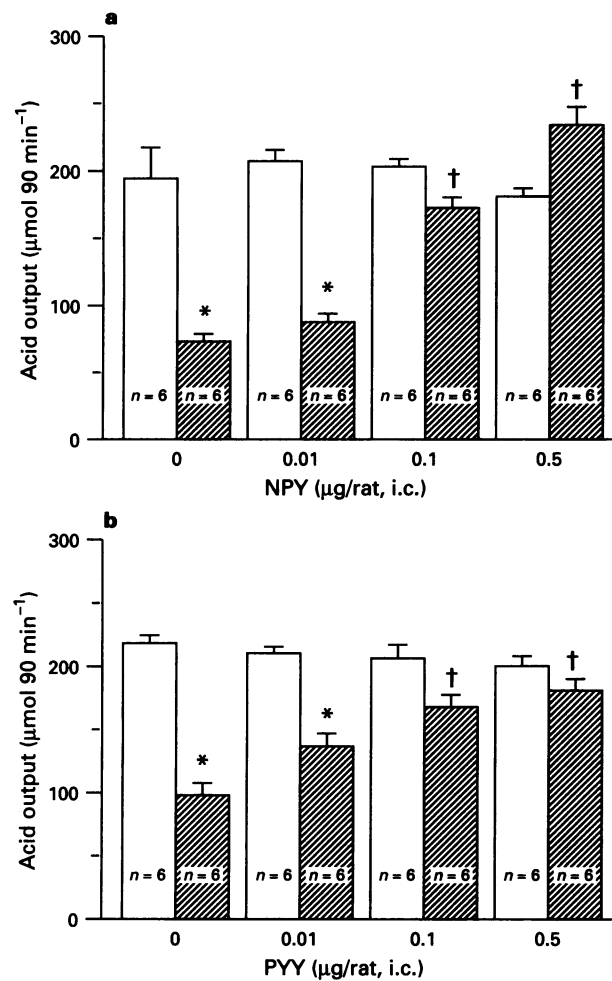 a
300
200
100
0
Acid output (μmol 90 min⁻¹)
†
†
*
*
n = 6 n = 6 n = 6 n = 6 n = 6 n = 6 n = 6 n = 6
0 0.01 0.1 0.5
NPY (μg/rat, i.c.)
b
300
200
100
0
Acid output (μmol 90 min⁻¹)
†
†
*
*
n = 6 n = 6 n = 6 n = 6 n = 6 n = 6 n = 6 n = 6
0 0.01 0.1 0.5
PYY (μg/rat, i.c.)